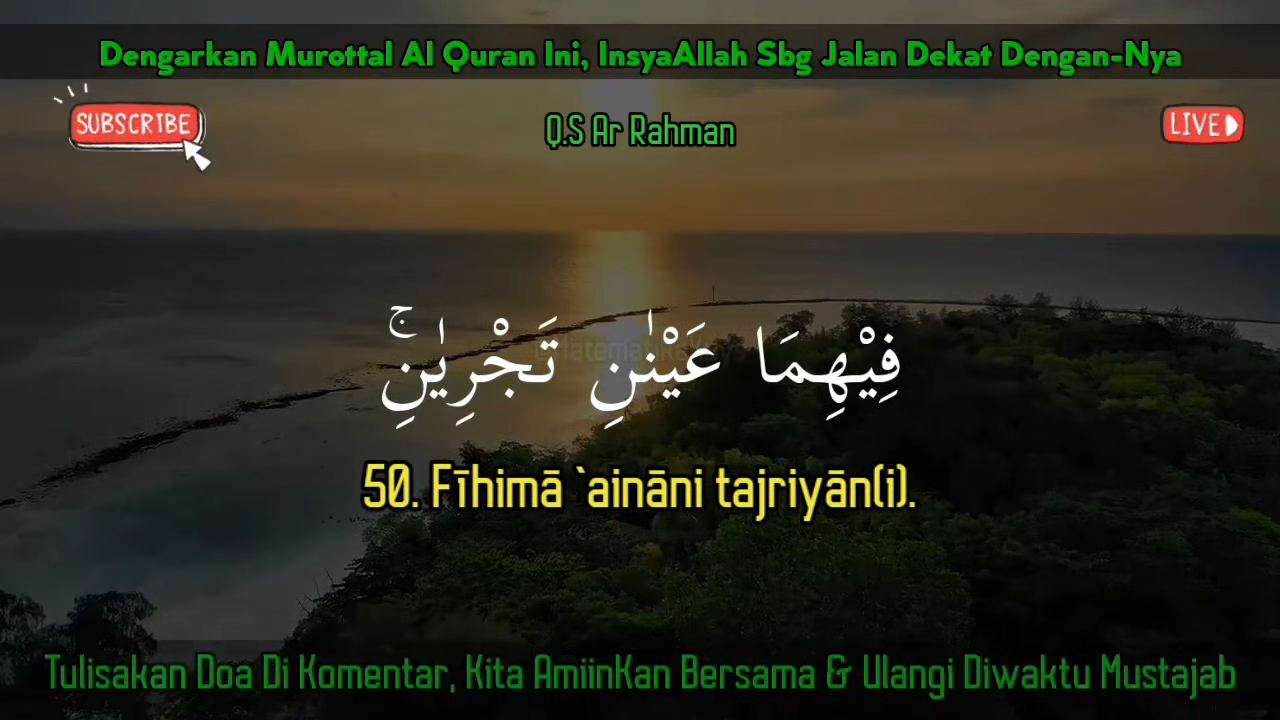 Dengarkan Murottal Al Quran Ini, InsyaAllah Sbg Jalan Dekat Dengan-Nya
SUBSCRIBE
Q.S Ar Rahman
LIVE
فِيْهِمَا عَيْنٰنِ تَجْرِيٰنِۚ
50. Fīhimā `aināni tajriyān(i).
Tulisakan Doa Di Komentar, Kita AmiinKan Bersama & Ulangi Diwaktu Mustajab